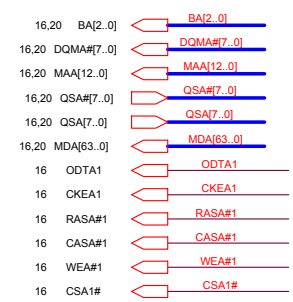 16,20 BA[2..0] BA[2..0]
16,20 DQMA#[7..0] DQMA#[7..0]
16,20 MAA[12..0] MAA[12..0]
16,20 QSA#[7..0] QSA#[7..0]
16,20 QSA[7..0] QSA[7..0]
16,20 MDA[63..0] MDA[63..0]
16 ODTA1 ODTA1
16 CKEA1 CKEA1
16 RASA#1 RASA#1
16 CASA#1 CASA#1
16 WEA#1 WEA#1
16 CSA1# CSA1#